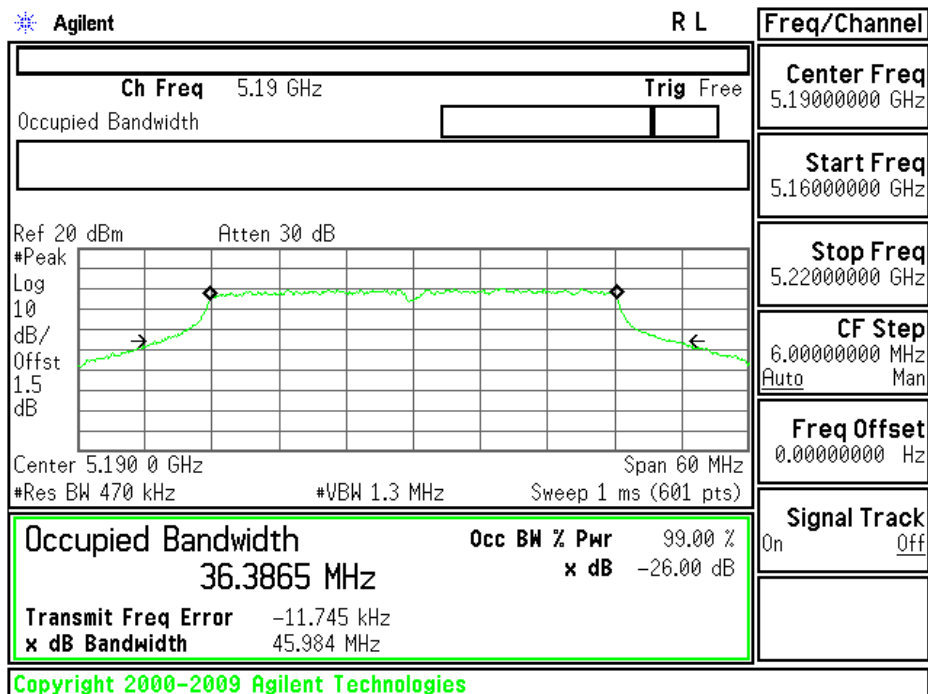 Agilent R L
Freq/Channel
Ch Freq 5.19 GHz Trig Free
Occupied Bandwidth
Center Freq
5.19000000 GHz
Start Freq
5.16000000 GHz
Stop Freq
5.22000000 GHz
CF Step
6.00000000 MHz
Auto Man
Freq Offset
0.00000000 Hz
Signal Track
On Off
Ref 20 dBm Atten 30 dB
#Peak
Log
10
dB/
Offst
1.5
dB
Center 5.190 0 GHz Span 60 MHz
#Res BW 470 kHz #VBW 1.3 MHz Sweep 1 ms (601 pts)
Occupied Bandwidth
36.3865 MHz
Occ BW % Pwr 99.00 %
x dB -26.00 dB
Transmit Freq Error -11.745 kHz
x dB Bandwidth 45.984 MHz
Copyright 2000-2009 Agilent Technologies